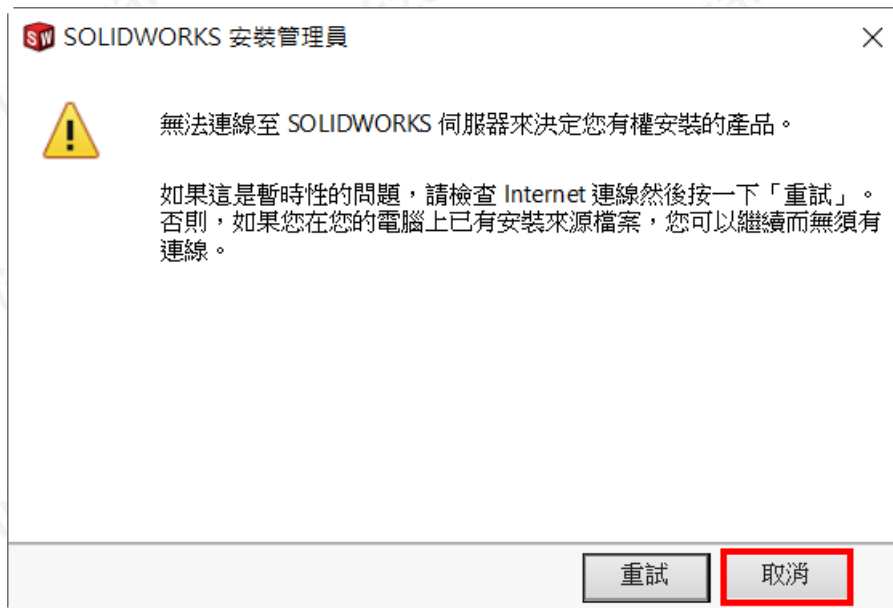 SW SOLIDWORKS 安裝管理員
無法連線至 SOLIDWORKS 伺服器來決定您有權安裝的產品。
如果這是暫時性的問題，請檢查 Internet 連線然後按一下「重試」。
否則，如果您在您的電腦上已有安裝來源檔案，您可以繼續而無須有
連線。
重試 取消